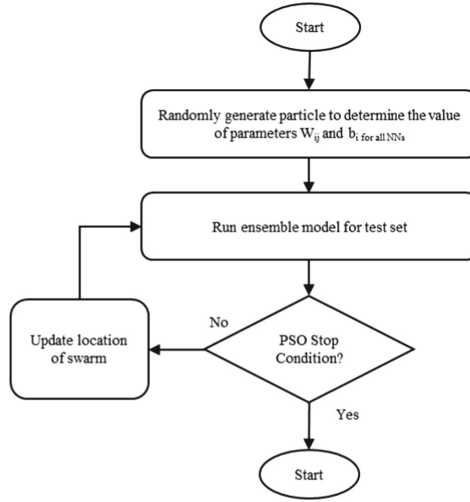 Start
Randomly generate particle to determine the value
of parameters Wij and bi for all NNs
Run ensemble model for test set
No
Update location
of swarm
PSO Stop
Condition?
Yes
Start